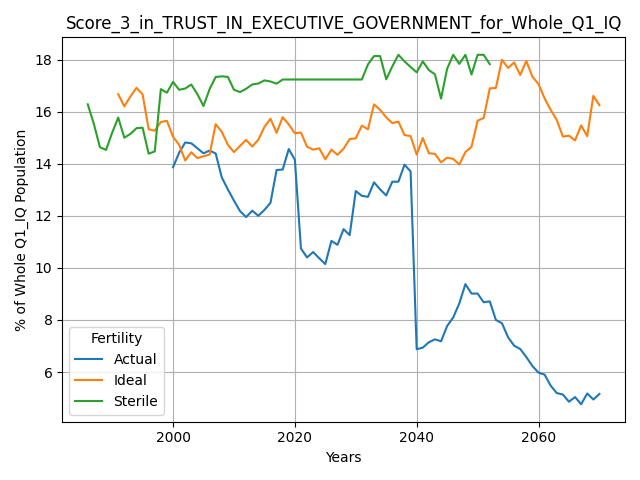 Score_3_in_TRUST_IN_EXECUTIVE_GOVERNMENT_for_Whole_Q1_IQ
% of Whole Q1_IQ Population
18
16
14
12
10
8
6
Fertility
Actual
Ideal
Sterile
2000 2020 2040 2060
Years